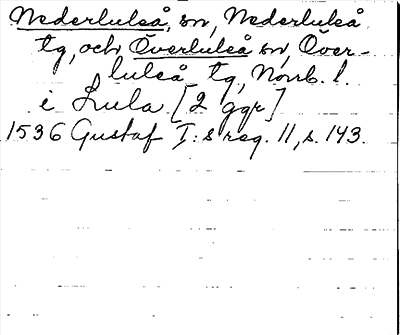 Nederluleå, sn, Nederluleå
tg, och Överluleå sn, Över-
luleå tg, Norrb. l.
i Lula [2 ggr]
1536 Gustaf I:s reg. 11, s. 143.